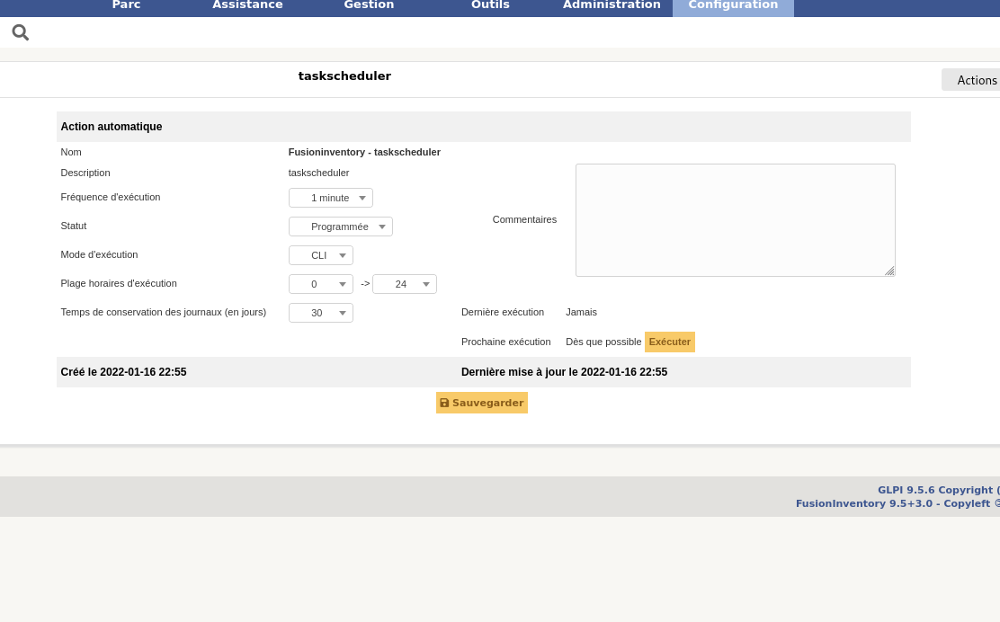 Parc Assistance Gestion Outils Administration Configuration
taskscheduler
Actions
Action automatique
Nom Fusioninventory - taskscheduler
Description taskscheduler
Fréquence d'exécution 1 minute
Commentaires
Statut Programmée
Mode d'exécution CLI
Plage horaires d'exécution 0 -> 24
Temps de conservation des journaux (en jours) 30 Dernière exécution Jamais
Prochaine exécution Dès que possible Exécuter
Créé le 2022-01-16 22:55 Dernière mise à jour le 2022-01-16 22:55
Sauvegarder
GLPI 9.5.6 Copyright (
FusionInventory 9.5+3.0 - Copyleft ©